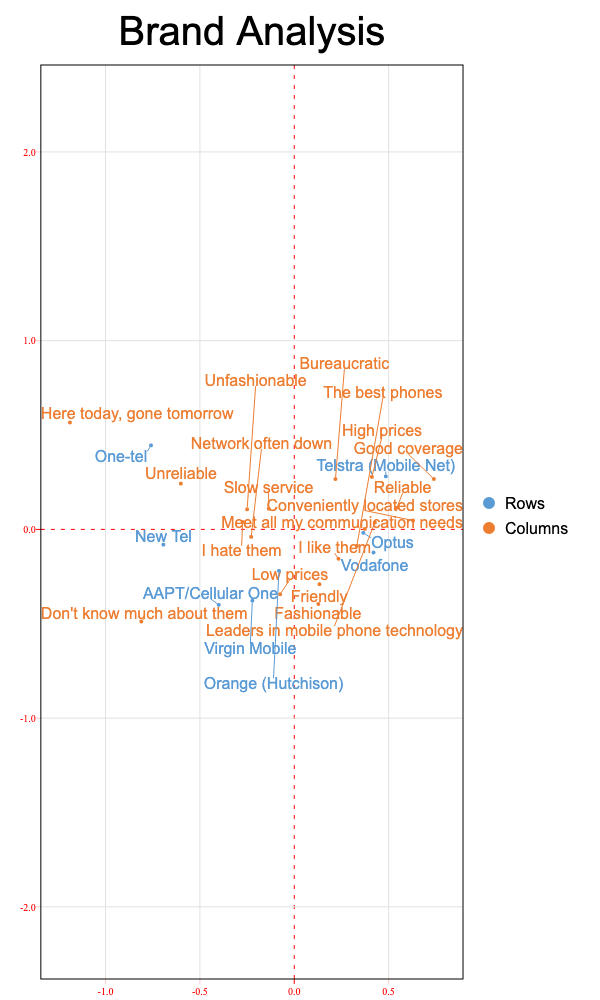 Brand Analysis
2.0
1.0
0.0
-1.0
-2.0
-1.0
-0.5
0.0
0.5
Bureaucratic
Unfashionable
The best phones
Here today, gone tomorrow
High prices
Network often down
Good coverage
One-tel
Telstra (Mobile Net)
Unreliable
Slow service
Reliable
Conveniently located stores
Meet all my communication needs
New Tel
Optus
I hate them
I like them
Vodafone
Low prices
AAPT/Cellular One
Friendly
Don't know much about them
Fashionable
Leaders in mobile phone technology
Virgin Mobile
Orange (Hutchison)
Rows
Columns